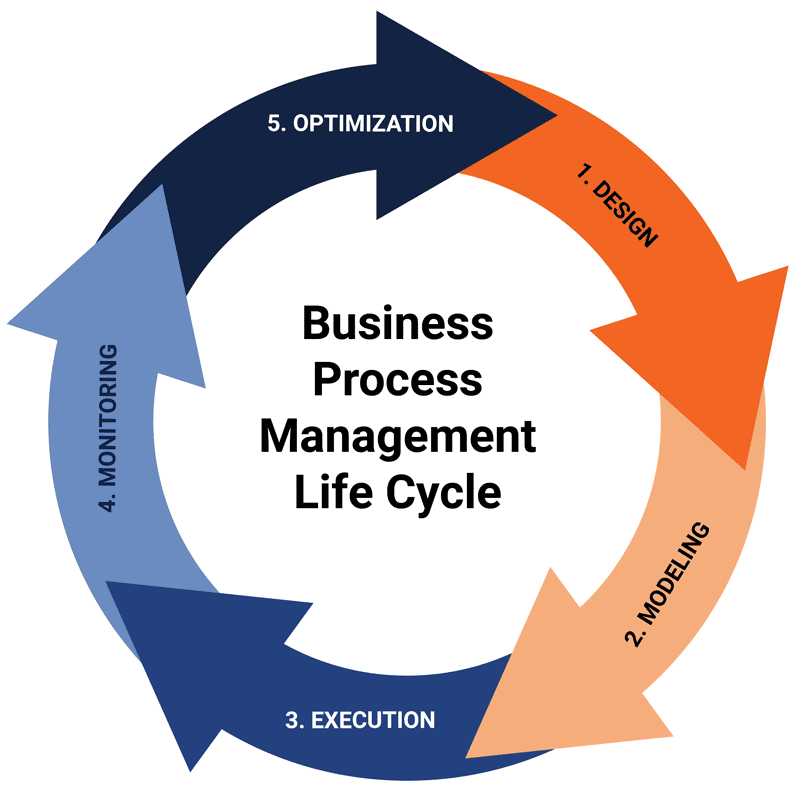 Business
Process
Management
Life Cycle
1. DESIGN
2. MODELING
3. EXECUTION
4. MONITORING
5. OPTIMIZATION